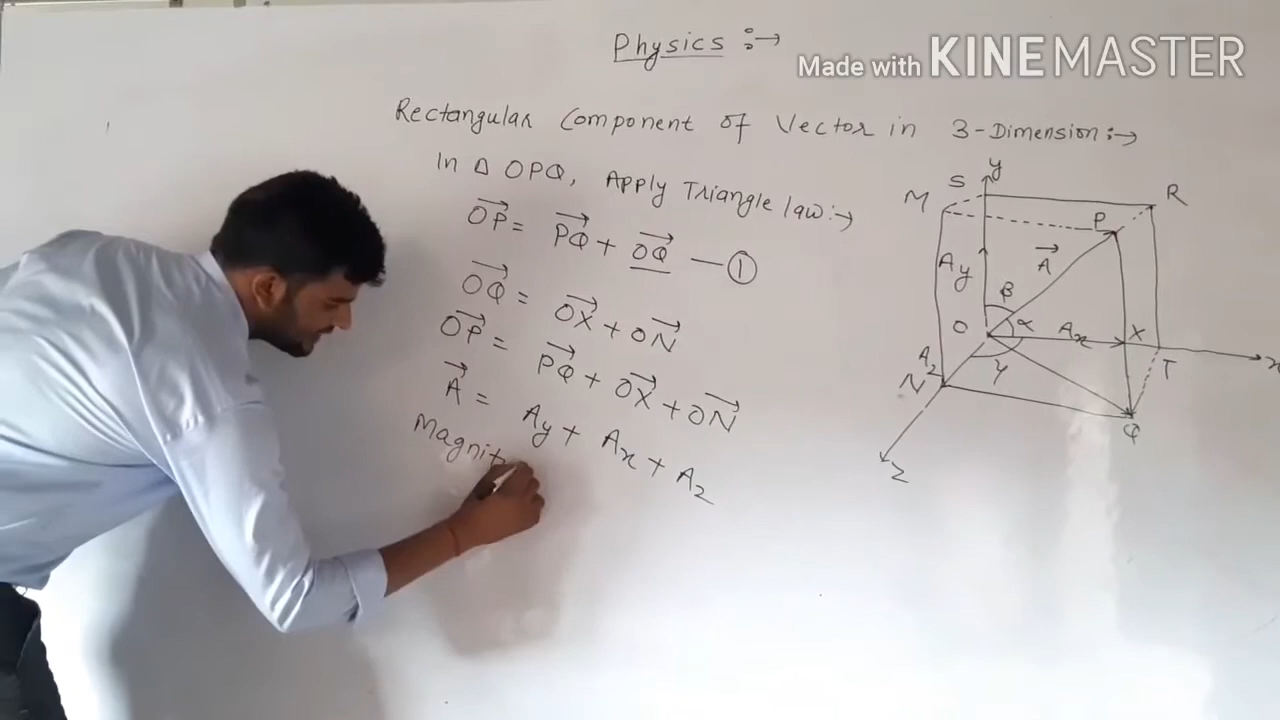 Physics :→
Made with KINEMASTER
Rectangular Component of Vector in 3-Dimension:→
In Δ OPQ, Apply Triangle law:→
OP = PQ + OQ — ①
OQ = OX + ON
OP = PQ + OX + ON
A = Ay + Ax + Az
Magnit
S y
M R
P
A
Ay
β
O α Ax X
T x
Az
N γ
Q
Z